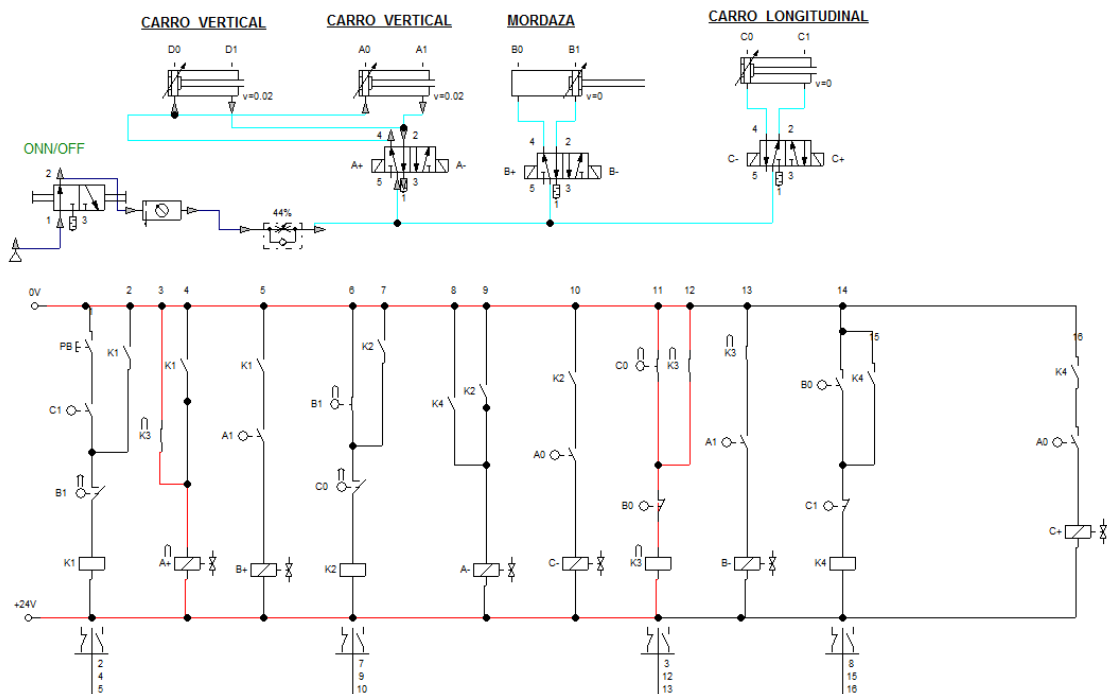 CARRO VERTICAL CARRO VERTICAL MORDAZA CARRO LONGITUDINAL
D0 D1 A0 A1 B0 B1 C0 C1
v=0.02 v=0.02 v=0 v=0
4 2 4 2 4 2
A+ A- B+ B- C- C+
5 3 5 3 5 3
1 1 1
ONN/OFF
2
1 3
44%
0V 1 2 3 4 5 6 7 8 9 10 11 12 13 14
15 16
PB K1 K1 K1 K2 K4 K2 K2 C0 K3 K3 B0 K4 K4
C1 K3 A1 B1 A0 A1 A0
B1 C0 B0 C1
K1 A+ B+ K2 A- C- K3 B- K4 C+
+24V
2 7 3 8
4 9 12 15
5 10 13 16